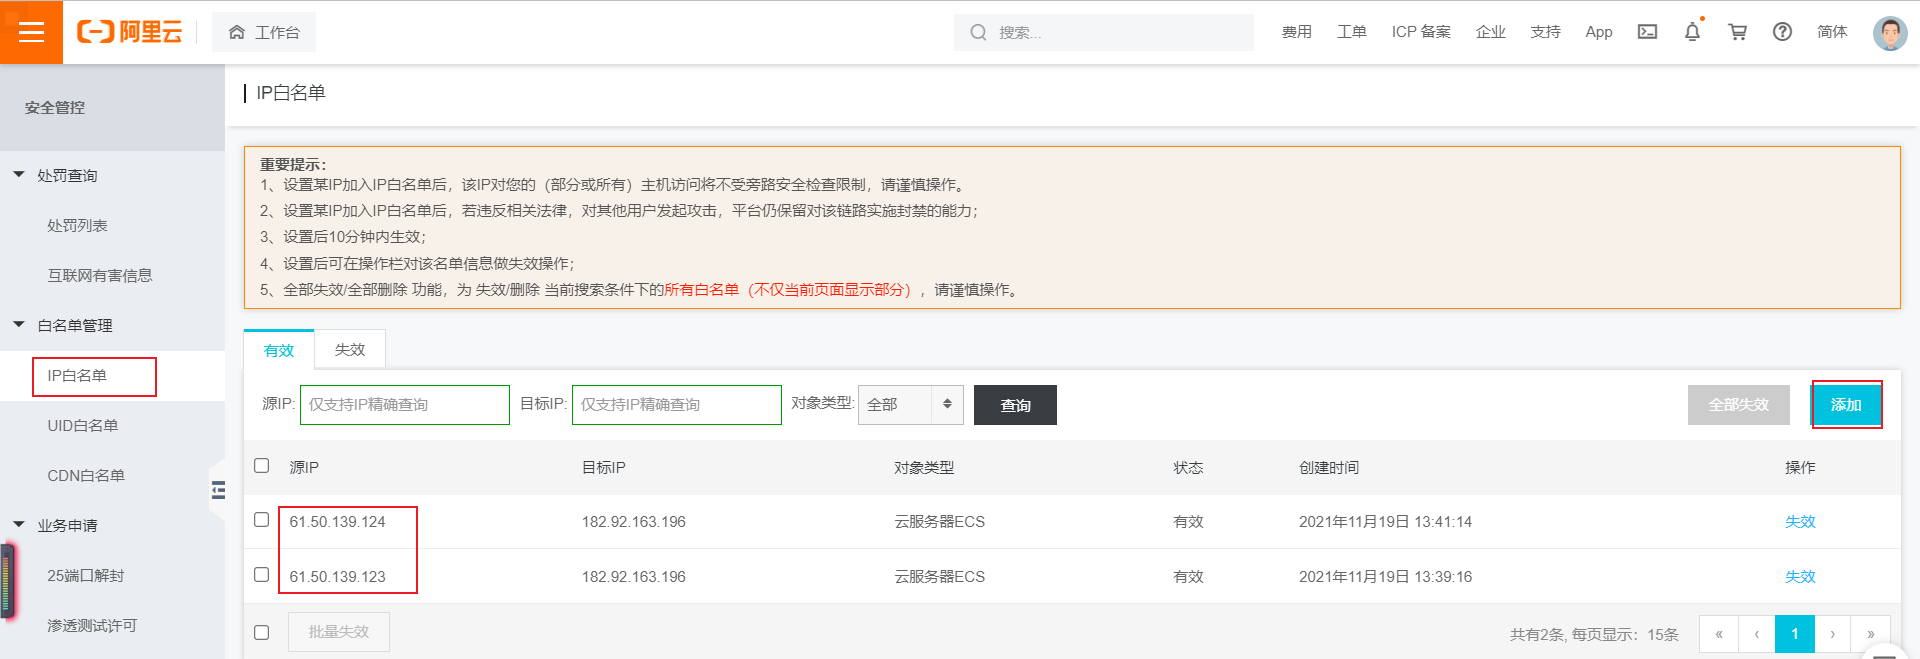 阿里云
工作台
搜索...
费用
工单
ICP 备案
企业
支持
App
简体
安全管控
处罚查询
处罚列表
互联网有害信息
白名单管理
IP白名单
UID白名单
CDN白名单
业务申请
25端口解封
渗透测试许可
IP白名单
重要提示：
1、设置某IP加入IP白名单后，该IP对您的（部分或所有）主机访问将不受旁路安全检查限制，请谨慎操作。
2、设置某IP加入IP白名单后，若违反相关法律，对其他用户发起攻击，平台仍保留对该链路实施封禁的能力；
3、设置后10分钟内生效；
4、设置后可在操作栏对该名单信息做失效操作；
5、全部失效/全部删除 功能，为 失效/删除 当前搜索条件下的所有白名单（不仅当前页面显示部分），请谨慎操作。
有效 失效
源IP: 仅支持IP精确查询 目标IP: 仅支持IP精确查询 对象类型: 全部 查询 全部失效 添加
源IP 目标IP 对象类型 状态 创建时间 操作
61.50.139.124 182.92.163.196 云服务器ECS 有效 2021年11月19日 13:41:14 失效
61.50.139.123 182.92.163.196 云服务器ECS 有效 2021年11月19日 13:39:16 失效
批量失效 共有2条, 每页显示：15条 « ‹ 1 › »